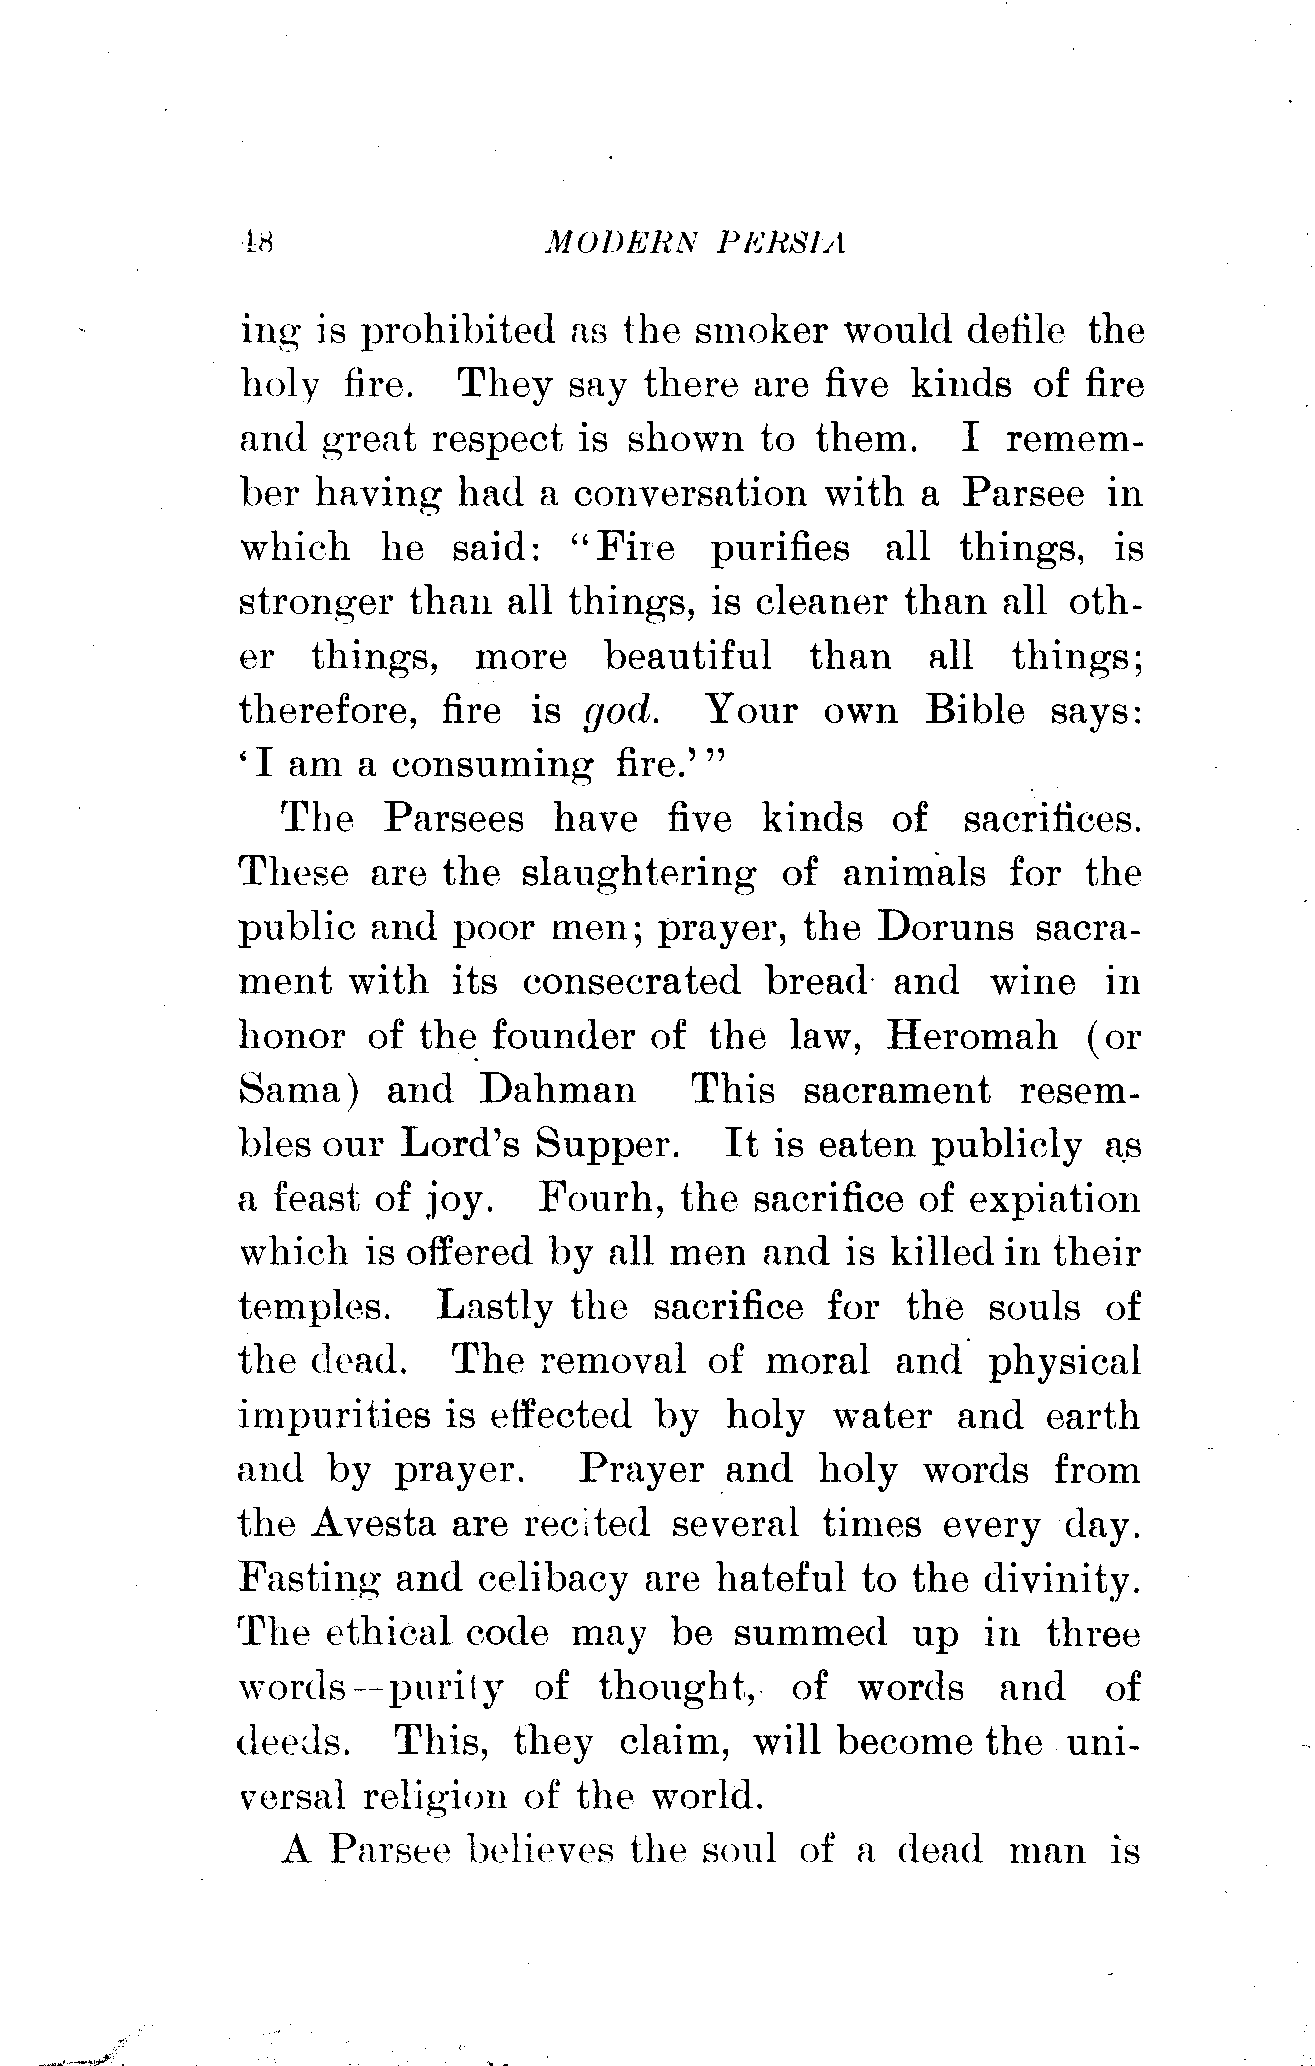 48 MODERN PERSIA
ing is prohibited as the smoker would defile the
holy fire. They say there are five kinds of fire
and great respect is shown to them. I remem-
ber having had a conversation with a Parsee in
which he said: "Fire purifies all things, is
stronger than all things, is cleaner than all oth-
er things, more beautiful than all things;
therefore, fire is god. Your own Bible says:
'I am a consuming fire.'"
The Parsees have five kinds of sacrifices.
These are the slaughtering of animals for the
public and poor men; prayer, the Doruns sacra-
ment with its consecrated bread and wine in
honor of the founder of the law, Heromah (or
Sama) and Dahman This sacrament resem-
bles our Lord's Supper. It is eaten publicly as
a feast of joy. Fourh, the sacrifice of expiation
which is offered by all men and is killed in their
temples. Lastly the sacrifice for the souls of
the dead. The removal of moral and physical
impurities is effected by holy water and earth
and by prayer. Prayer and holy words from
the Avesta are recited several times every day.
Fasting and celibacy are hateful to the divinity.
The ethical code may be summed up in three
words--purity of thought, of words and of
deeds. This, they claim, will become the uni-
versal religion of the world.
A Parsee believes the soul of a dead man is